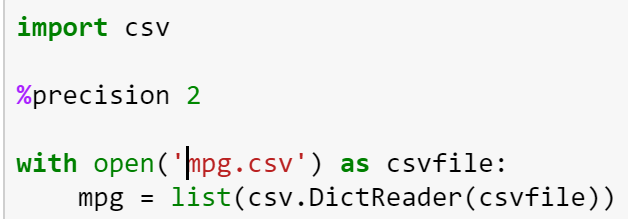 import csv
%precision 2
with open('mpg.csv') as csvfile:
    mpg = list(csv.DictReader(csvfile))